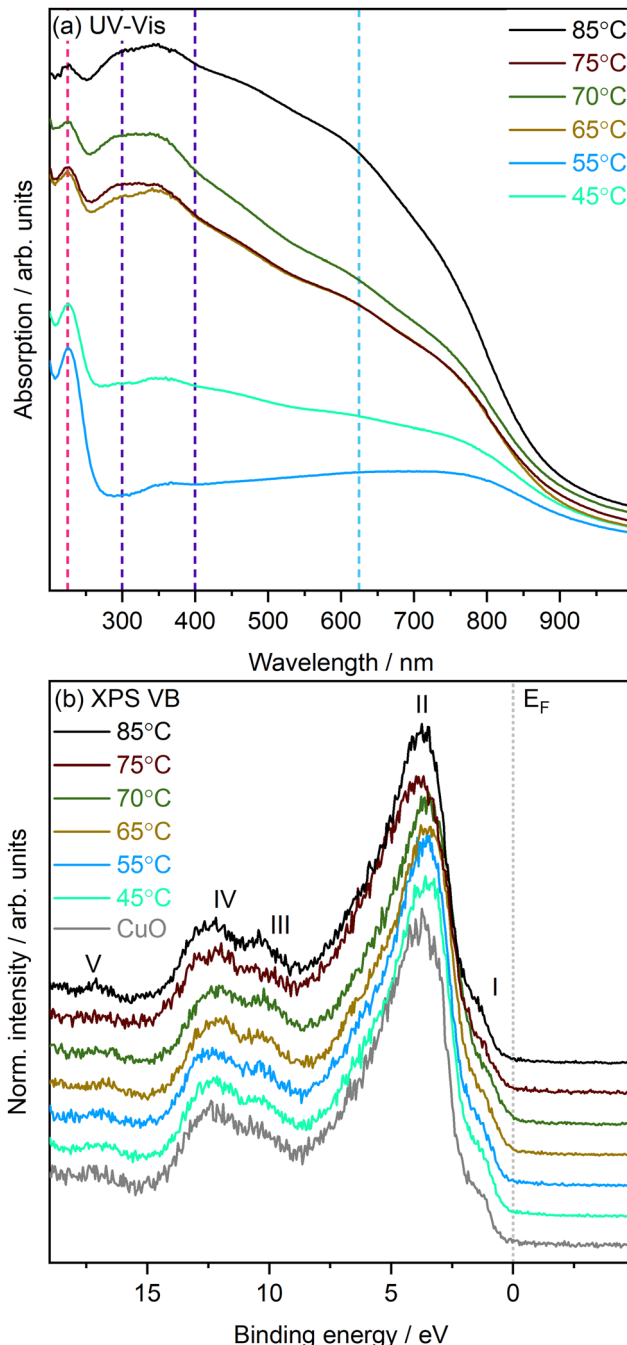 (a) UV-Vis
85°C
75°C
70°C
65°C
55°C
45°C
Absorption / arb. units
300 400 500 600 700 800 900
Wavelength / nm
(b) XPS VB
II
E_F
85°C
75°C
70°C
65°C
55°C
45°C
CuO
IV
III
V
I
Norm. intensity / arb. units
15 10 5 0
Binding energy / eV